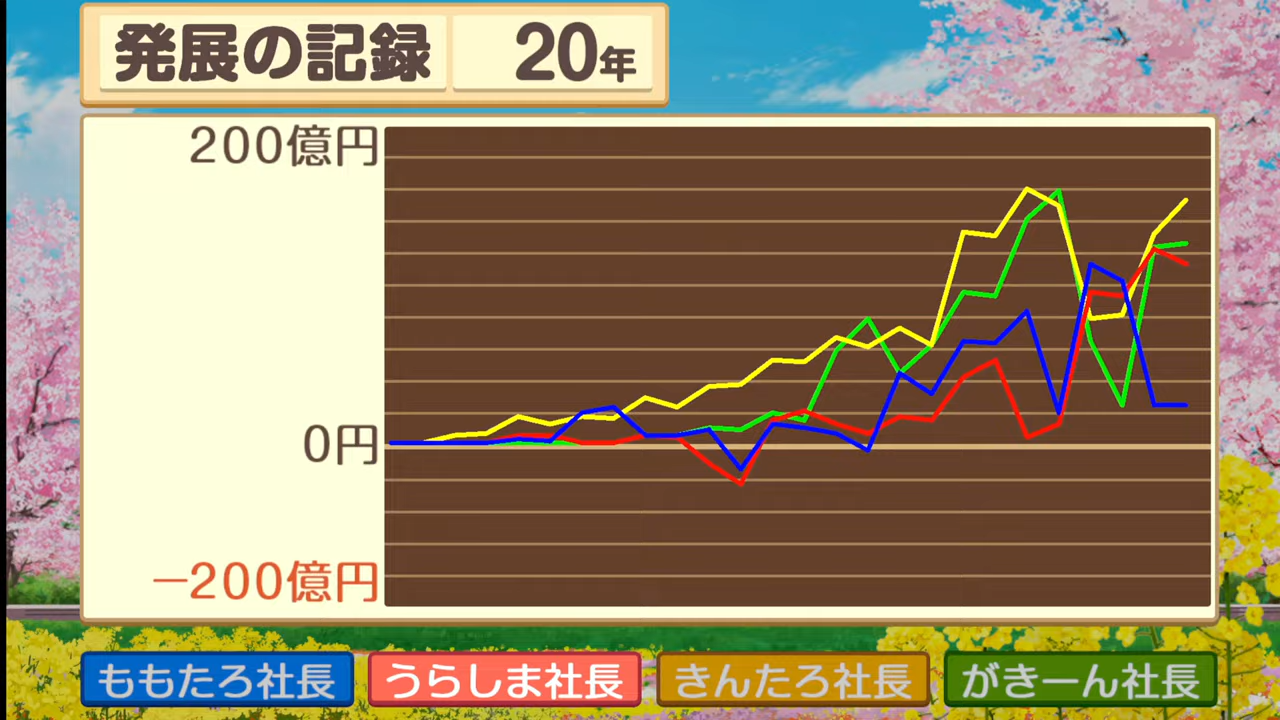 発展の記録 20年
200億円
0円
−200億円
ももたろ社長 うらしま社長 きんたろ社長 がきーん社長